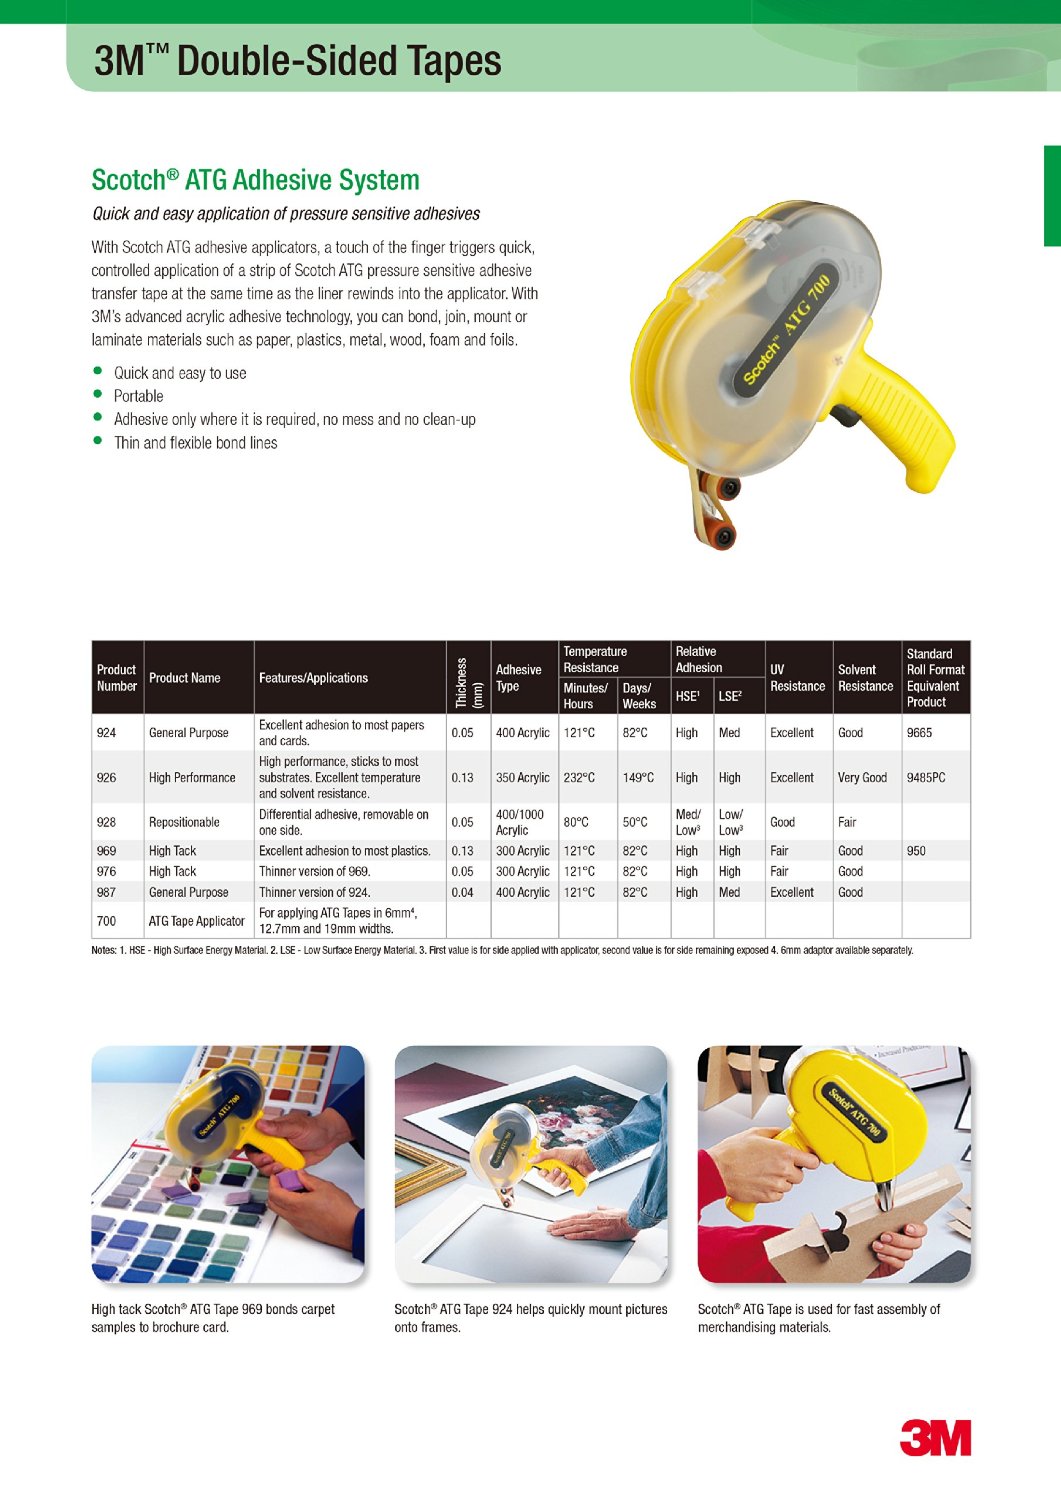 3M™ Double-Sided Tapes
Scotch® ATG Adhesive System
Quick and easy application of pressure sensitive adhesives
With Scotch ATG adhesive applicators, a touch of the finger triggers quick,
controlled application of a strip of Scotch ATG pressure sensitive adhesive
transfer tape at the same time as the liner rewinds into the applicator. With
3M's advanced acrylic adhesive technology, you can bond, join, mount or
laminate materials such as paper, plastics, metal, wood, foam and foils.
• Quick and easy to use
• Portable
• Adhesive only where it is required, no mess and no clean-up
• Thin and flexible bond lines
Scotch™ ATG 700
Product Number
Product Name
Features/Applications
Thickness (mm)
Adhesive Type
Temperature Resistance
Minutes/ Hours
Days/ Weeks
Relative Adhesion
HSE¹
LSE²
UV Resistance
Solvent Resistance
Standard Roll Format Equivalent Product
924 General Purpose Excellent adhesion to most papers and cards. 0.05 400 Acrylic 121°C 82°C High Med Excellent Good 9665
926 High Performance High performance, sticks to most substrates. Excellent temperature and solvent resistance. 0.13 350 Acrylic 232°C 149°C High High Excellent Very Good 9485PC
928 Repositionable Differential adhesive, removable on one side. 0.05 400/1000 Acrylic 80°C 50°C Med/ Low³ Low/ Low³ Good Fair
969 High Tack Excellent adhesion to most plastics. 0.13 300 Acrylic 121°C 82°C High High Fair Good 950
976 High Tack Thinner version of 969. 0.05 300 Acrylic 121°C 82°C High High Fair Good
987 General Purpose Thinner version of 924. 0.04 400 Acrylic 121°C 82°C High Med Excellent Good
700 ATG Tape Applicator For applying ATG Tapes in 6mm⁴, 12.7mm and 19mm widths.
Notes: 1. HSE - High Surface Energy Material. 2. LSE - Low Surface Energy Material. 3. First value is for side applied with applicator, second value is for side remaining exposed 4. 6mm adaptor available separately.
Scotch™ ATG 700
Scotch™ ATG 700
Scotch™ ATG 700
• Increased
High tack Scotch® ATG Tape 969 bonds carpet
samples to brochure card.
Scotch® ATG Tape 924 helps quickly mount pictures
onto frames.
Scotch® ATG Tape is used for fast assembly of
merchandising materials.
3M